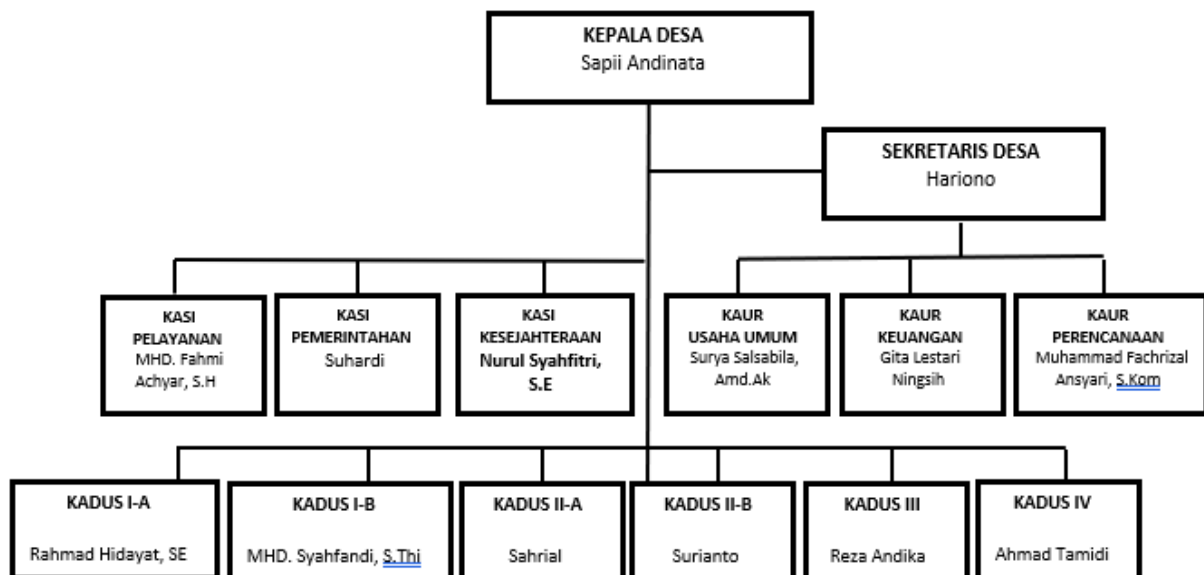 KEPALA DESA
Sapii Andinata
SEKRETARIS DESA
Hariono
KASI
PELAYANAN
MHD. Fahmi
Achyar, S.H
KASI
PEMERINTAHAN
Suhardi
KASI
KESEJAHTERAAN
Nurul Syahfitri,
S.E
KAUR
USAHA UMUM
Surya Salsabila,
Amd.Ak
KAUR
KEUANGAN
Gita Lestari
Ningsih
KAUR
PERENCANAAN
Muhammad Fachrizal
Ansyari, S.Kom
KADUS I-A
Rahmad Hidayat, SE
KADUS I-B
MHD. Syahfandi, S.Thi
KADUS II-A
Sahrial
KADUS II-B
Surianto
KADUS III
Reza Andika
KADUS IV
Ahmad Tamidi